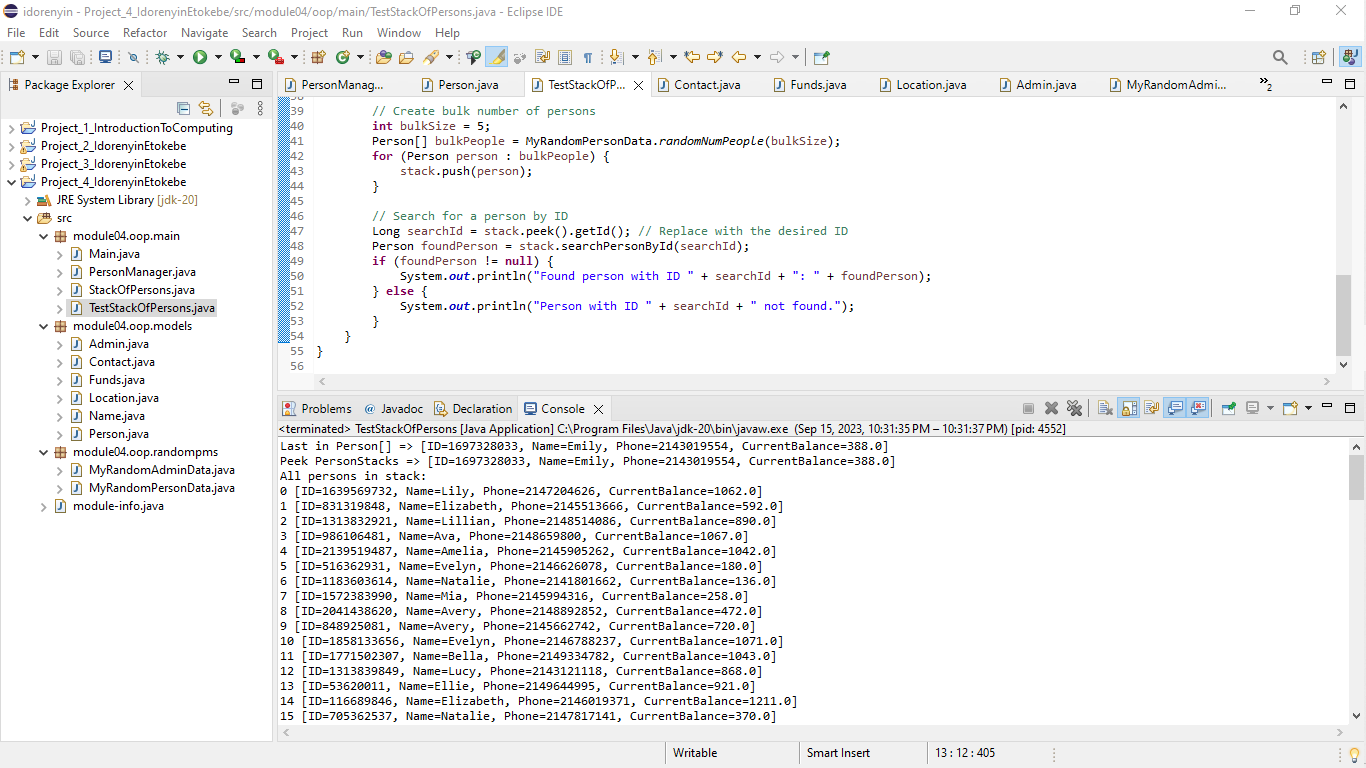 idorenyin - Project_4_IdorenyinEtokebe/src/module04/oop/main/TestStackOfPersons.java - Eclipse IDE
File Edit Source Refactor Navigate Search Project Run Window Help
Package Explorer
Project_1_IntroductionToComputing
Project_2_IdorenyinEtokebe
Project_3_IdorenyinEtokebe
Project_4_IdorenyinEtokebe
JRE System Library [jdk-20]
src
module04.oop.main
Main.java
PersonManager.java
StackOfPersons.java
TestStackOfPersons.java
module04.oop.models
Admin.java
Contact.java
Funds.java
Location.java
Name.java
Person.java
module04.oop.randompms
MyRandomAdminData.java
MyRandomPersonData.java
module-info.java
PersonManag... Person.java TestStackOfP... Contact.java Funds.java Location.java Admin.java MyRandomAdmi... »2
39 // Create bulk number of persons
40 int bulkSize = 5;
41 Person[] bulkPeople = MyRandomPersonData.randomNumPeople(bulkSize);
42 for (Person person : bulkPeople) {
43 stack.push(person);
44 }
45
46 // Search for a person by ID
47 Long searchId = stack.peek().getId(); // Replace with the desired ID
48 Person foundPerson = stack.searchPersonById(searchId);
49 if (foundPerson != null) {
50 System.out.println("Found person with ID " + searchId + ": " + foundPerson);
51 } else {
52 System.out.println("Person with ID " + searchId + " not found.");
53 }
54 }
55 }
56
Problems @ Javadoc Declaration Console
<terminated> TestStackOfPersons [Java Application] C:\Program Files\Java\jdk-20\bin\javaw.exe (Sep 15, 2023, 10:31:35 PM – 10:31:37 PM) [pid: 4552]
Last in Person[] => [ID=1697328033, Name=Emily, Phone=2143019554, CurrentBalance=388.0]
Peek PersonStacks => [ID=1697328033, Name=Emily, Phone=2143019554, CurrentBalance=388.0]
All persons in stack:
0 [ID=1639569732, Name=Lily, Phone=2147204626, CurrentBalance=1062.0]
1 [ID=831319848, Name=Elizabeth, Phone=2145513666, CurrentBalance=592.0]
2 [ID=1313832921, Name=Lillian, Phone=2148514086, CurrentBalance=890.0]
3 [ID=986106481, Name=Ava, Phone=2148659800, CurrentBalance=1067.0]
4 [ID=2139519487, Name=Amelia, Phone=2145905262, CurrentBalance=1042.0]
5 [ID=516362931, Name=Evelyn, Phone=2146626078, CurrentBalance=180.0]
6 [ID=1183603614, Name=Natalie, Phone=2141801662, CurrentBalance=136.0]
7 [ID=1572383990, Name=Mia, Phone=2145994316, CurrentBalance=258.0]
8 [ID=2041438620, Name=Avery, Phone=2148892852, CurrentBalance=472.0]
9 [ID=848925081, Name=Avery, Phone=2145662742, CurrentBalance=720.0]
10 [ID=1858133656, Name=Evelyn, Phone=2146788237, CurrentBalance=1071.0]
11 [ID=1771502307, Name=Bella, Phone=2149334782, CurrentBalance=1043.0]
12 [ID=1313839849, Name=Lucy, Phone=2143121118, CurrentBalance=868.0]
13 [ID=53620011, Name=Ellie, Phone=2149644995, CurrentBalance=921.0]
14 [ID=116689846, Name=Elizabeth, Phone=2146019371, CurrentBalance=1211.0]
15 [ID=705362537, Name=Natalie, Phone=2147817141, CurrentBalance=370.0]
Writable Smart Insert 13 : 12 : 405